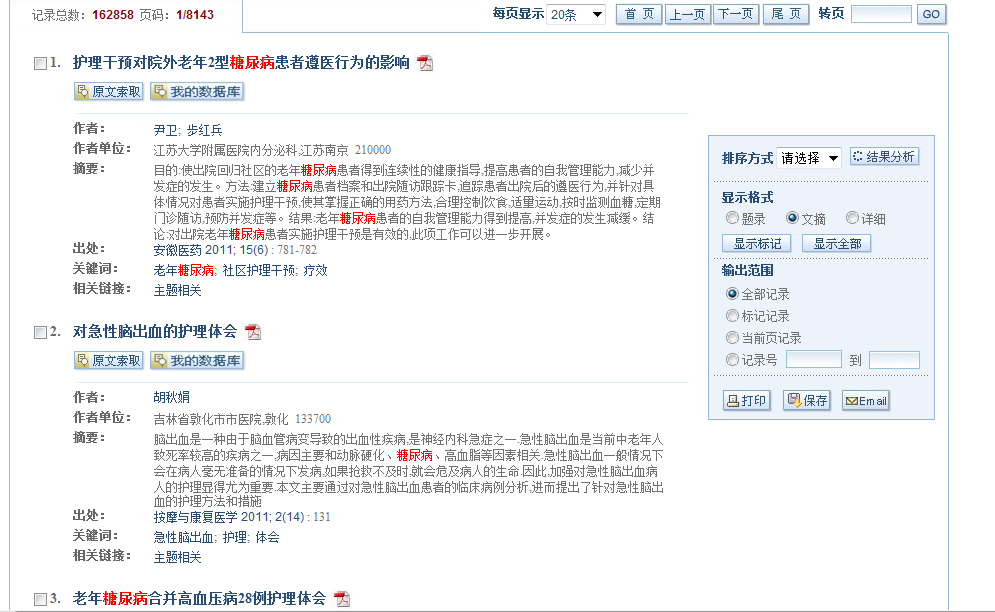 记录总数: 162858 页码: 1/8143
每页显示 20条 首 页 上一页 下一页 尾 页 转页 GO
1. 护理干预对院外老年2型糖尿病患者遵医行为的影响
原文索取 我的数据库
作者: 尹卫; 步红兵
作者单位: 江苏大学附属医院内分泌科,江苏南京 210000
摘要: 目的:使出院回归社区的老年糖尿病患者得到连续性的健康指导,提高患者的自我管理能力,减少并
发症的发生。方法:建立糖尿病患者档案和出院随访跟踪卡,追踪患者出院后的遵医行为,并针对具
体情况对患者实施护理干预,使其掌握正确的用药方法,合理控制饮食,适量运动,按时监测血糖,定期
门诊随访,预防并发症等。结果:老年糖尿病患者的自我管理能力得到提高,并发症的发生减缓。结
论:对出院老年糖尿病患者实施护理干预是有效的,此项工作可以进一步开展。
出处: 安徽医药 2011; 15(6) : 781-782
关键词: 老年糖尿病; 社区护理干预; 疗效
相关链接: 主题相关
2. 对急性脑出血的护理体会
原文索取 我的数据库
作者: 胡秋娟
作者单位: 吉林省敦化市市医院,敦化 133700
摘要: 脑出血是一种由于脑血管病变导致的出血性疾病,是神经内科急症之一.急性脑出血是当前中老年人
致死率较高的疾病之一,病因主要和动脉硬化、糖尿病、高血脂等因素相关.急性脑出血一般情况下
会在病人毫无准备的情况下发病,如果抢救不及时,就会危及病人的生命.因此,加强对急性脑出血病
人的护理显得尤为重要.本文主要通过对急性脑出血患者的临床病例分析,进而提出了针对急性脑出
血的护理方法和措施
出处: 按摩与康复医学 2011; 2(14) : 131
关键词: 急性脑出血; 护理; 体会
相关链接: 主题相关
3. 老年糖尿病合并高血压病28例护理体会
排序方式 请选择 结果分析
显示格式
题录 文摘 详细
显示标记 显示全部
输出范围
全部记录
标记记录
当前页记录
记录号 到
打印 保存 Email